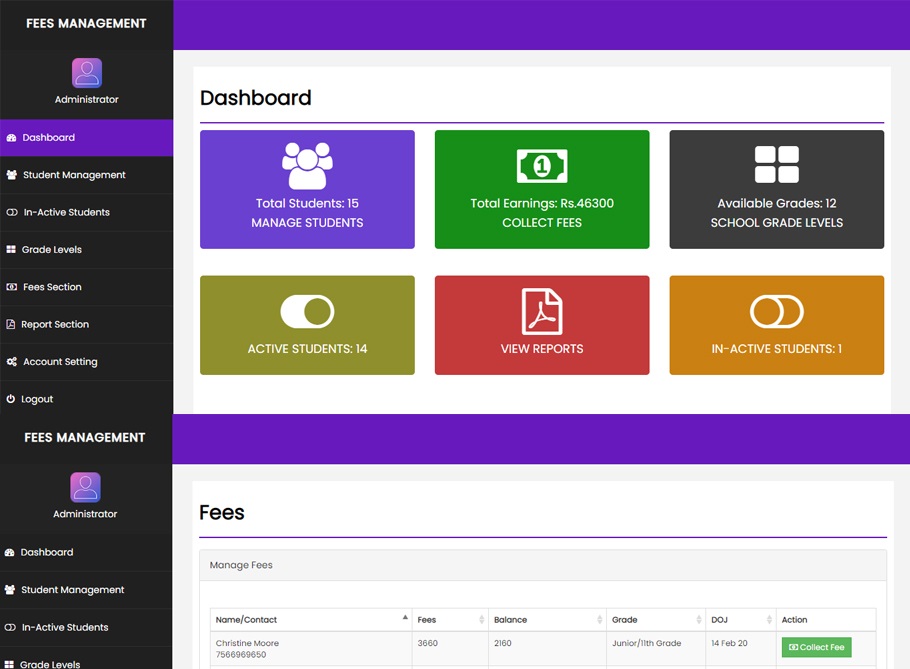 FEES MANAGEMENT
Administrator
Dashboard
Student Management
In-Active Students
Grade Levels
Fees Section
Report Section
Account Setting
Logout
Dashboard
Total Students: 15
MANAGE STUDENTS
1
Total Earnings: Rs.46300
COLLECT FEES
Available Grades: 12
SCHOOL GRADE LEVELS
ACTIVE STUDENTS: 14
VIEW REPORTS
IN-ACTIVE STUDENTS: 1
FEES MANAGEMENT
Administrator
Dashboard
Student Management
In-Active Students
Grade Levels
Fees
Manage Fees
Name/Contact Fees Balance Grade DOJ Action
Christine Moore 3660 2160 Junior/11th Grade 14 Feb 20 Collect Fee
7566969650